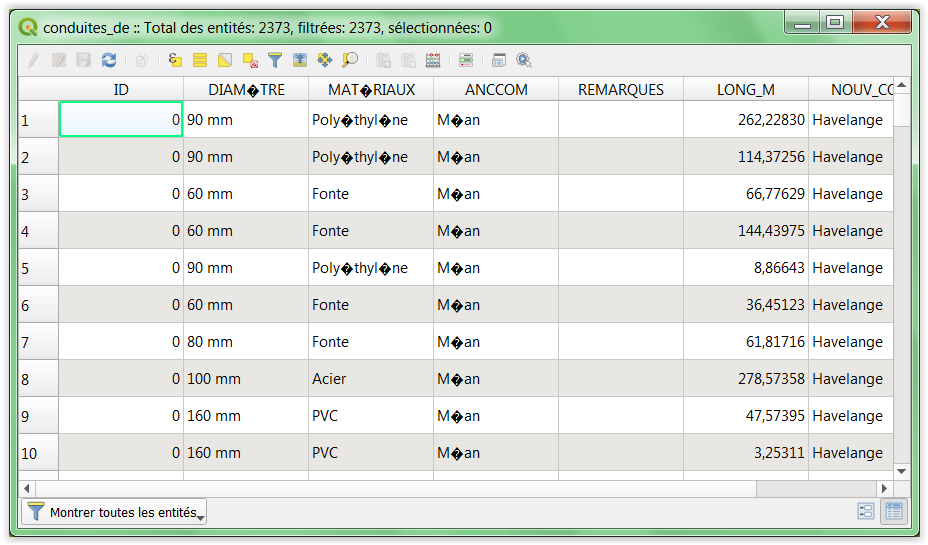 conduites_de :: Total des entités: 2373, filtrées: 2373, sélectionnées: 0
ID DIAM�TRE MAT�RIAUX ANCCOM REMARQUES LONG_M NOUV_CO
1 0 90 mm Poly�thyl�ne M�an 262,22830 Havelange
2 0 90 mm Poly�thyl�ne M�an 114,37256 Havelange
3 0 60 mm Fonte M�an 66,77629 Havelange
4 0 60 mm Fonte M�an 144,43975 Havelange
5 0 90 mm Poly�thyl�ne M�an 8,86643 Havelange
6 0 60 mm Fonte M�an 36,45123 Havelange
7 0 80 mm Fonte M�an 61,81716 Havelange
8 0 100 mm Acier M�an 278,57358 Havelange
9 0 160 mm PVC M�an 47,57395 Havelange
10 0 160 mm PVC M�an 3,25311 Havelange
Montrer toutes les entités